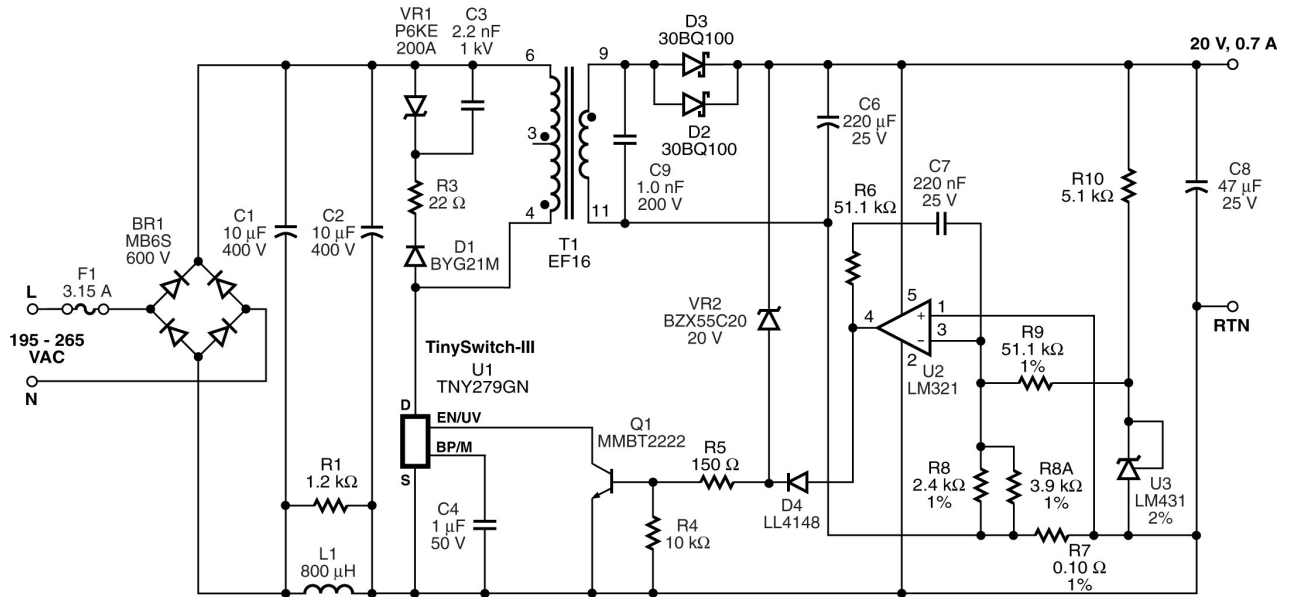 VR1
P6KE
200A
C3
2.2 nF
1 kV
6
9
D3
30BQ100
20 V, 0.7 A
D2
30BQ100
3
C9
1.0 nF
200 V
C6
220 µF
25 V
C7
220 nF
25 V
R6
51.1 kΩ
R10
5.1 kΩ
C8
47 µF
25 V
R3
22 Ω
4
11
T1
EF16
BR1
MB6S
600 V
C1
10 µF
400 V
C2
10 µF
400 V
D1
BYG21M
F1
3.15 A
L
195 - 265
VAC
N
VR2
BZX55C20
20 V
4
5
1
3
2
+
−
U2
LM321
R9
51.1 kΩ
1%
RTN
TinySwitch-III
U1
TNY279GN
D
EN/UV
BP/M
S
Q1
MMBT2222
R5
150 Ω
R8
2.4 kΩ
1%
R8A
3.9 kΩ
1%
U3
LM431
2%
R1
1.2 kΩ
C4
1 µF
50 V
R4
10 kΩ
D4
LL4148
R7
0.10 Ω
1%
L1
800 µH